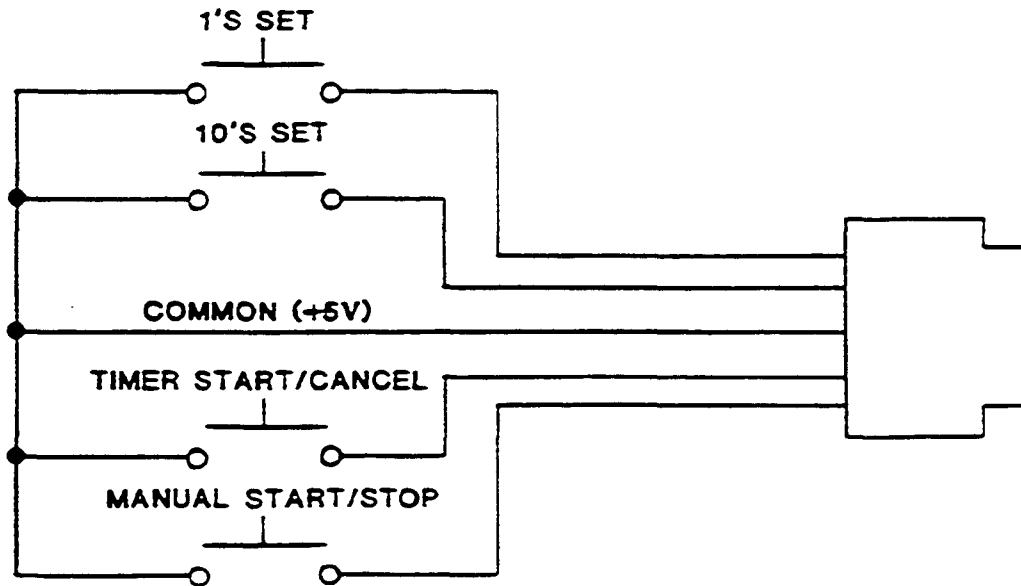 1'S SET
10'S SET
COMMON (+5V)
TIMER START/CANCEL
MANUAL START/STOP